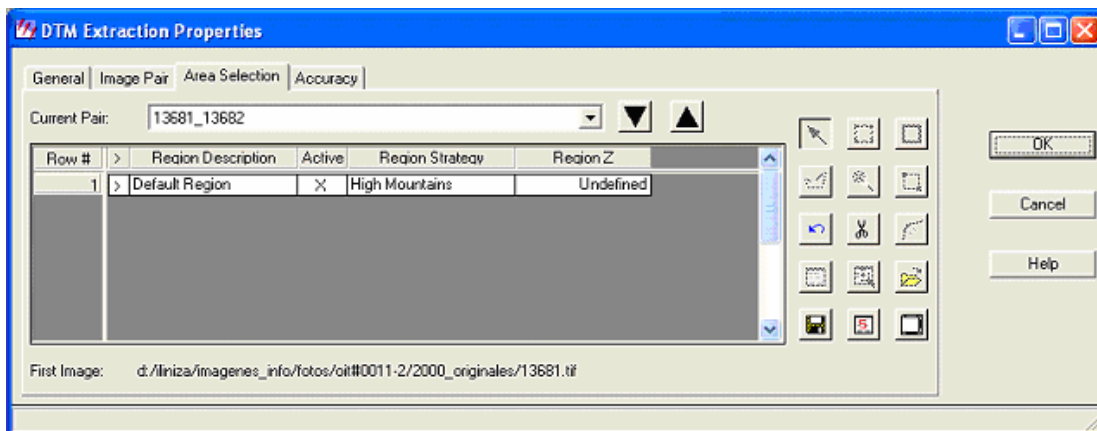 DTM Extraction Properties
General Image Pair Area Selection Accuracy
Current Pair: 13681_13682
Row # > Region Description Active Region Strategy Region Z
1 > Default Region X High Mountains Undefined
First Image: d:/iliniza/imagenes_info/fotos/oit#0011-2/2000_originales/13681.tif
OK
Cancel
Help
5